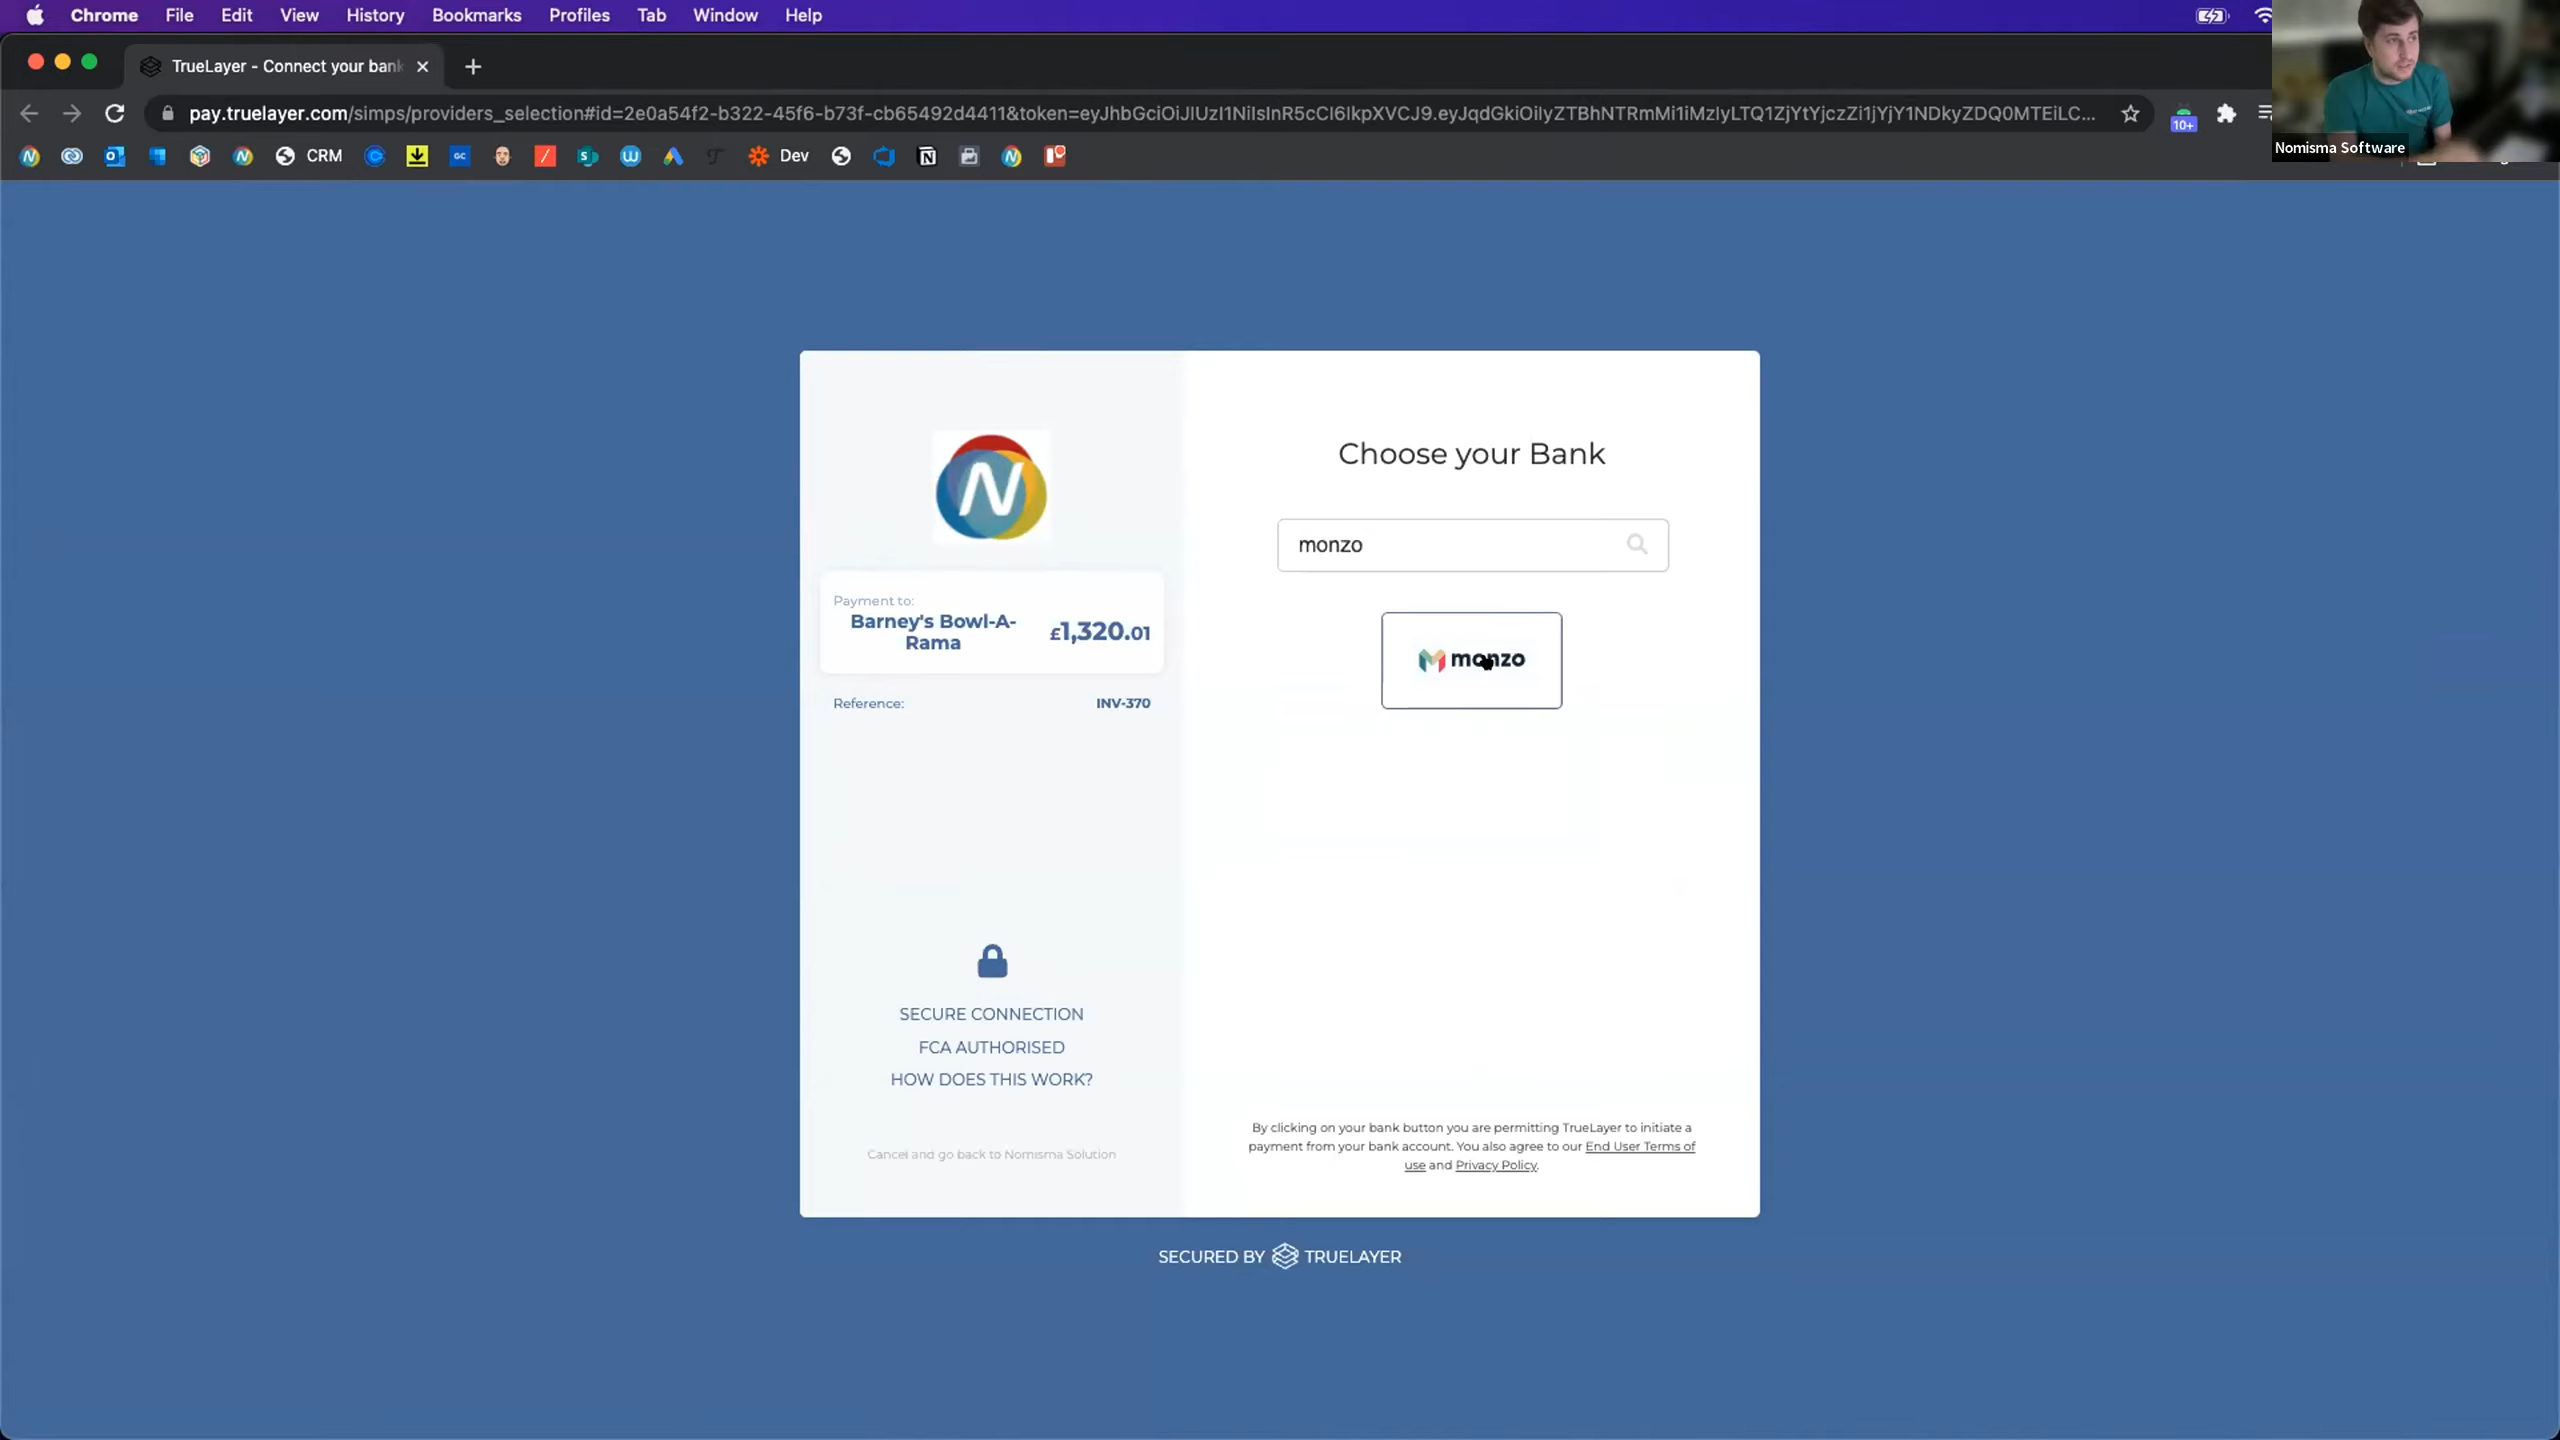 Chrome File Edit View History Bookmarks Profiles Tab Window Help
TrueLayer - Connect your bank
pay.truelayer.com/simps/providers_selection#id=2e0a54f2-b322-45f6-b73f-cb65492d4411&token=eyJhbGciOiJIUzI1NiIsInR5cCI6IkpXVCJ9.eyJqdGkiOiIyZTBhNTRmMi1iMzIyLTQ1ZjYtYjczZi1jYjY1NDkyZDQ0MTEiLC...
10+
CRM
GC
Dev
Nomisma Software
N
Choose your Bank
monzo
Payment to:
Barney's Bowl-A-
Rama
£1,320.01
monzo
Reference:
INV-370
SECURE CONNECTION
FCA AUTHORISED
HOW DOES THIS WORK?
Cancel and go back to Nomisma Solution
By clicking on your bank button you are permitting TrueLayer to initiate a
payment from your bank account. You also agree to our End User Terms of
use and Privacy Policy.
SECURED BY TRUELAYER